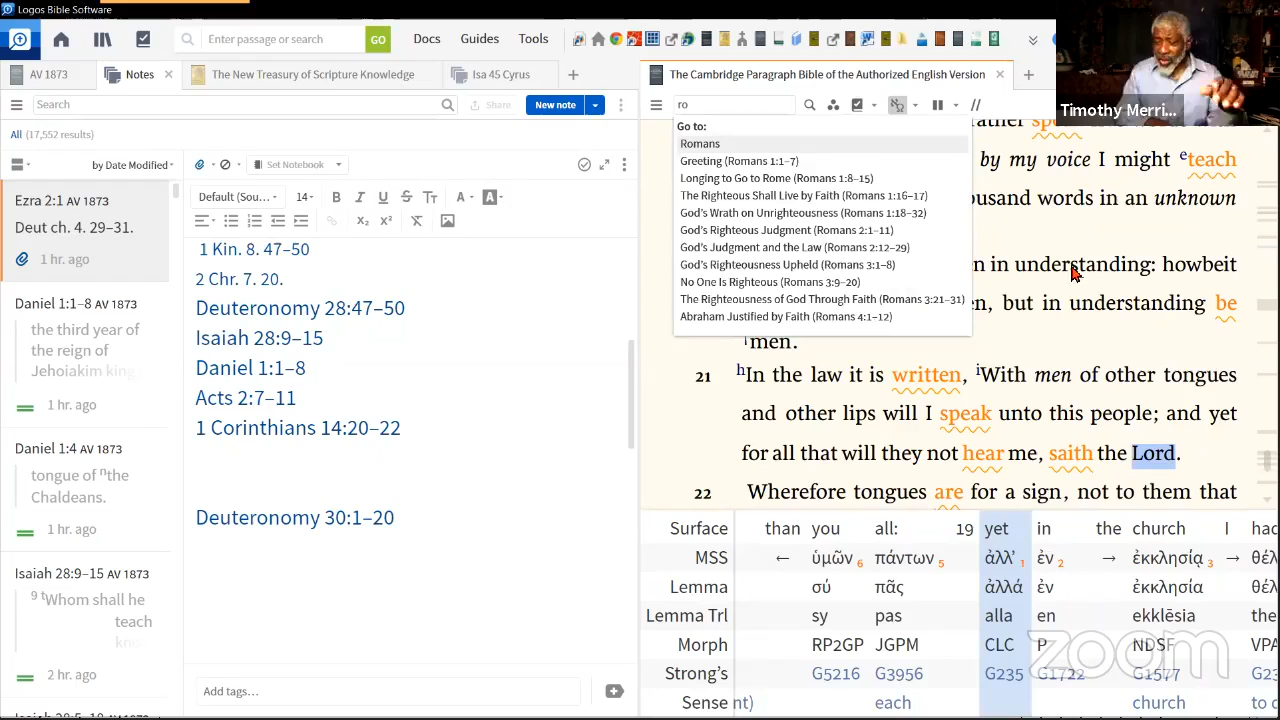 Logos Bible Software
Enter passage or search
GO
Docs
Guides
Tools
AV 1873
Notes
The New Treasury of Scripture Knowledge
Isa 45 Cyrus
The Cambridge Paragraph Bible of the Authorized English Version
Search
Share
New note
All (17,552 results)
by Date Modified
Set Notebook
Default (Sou...
14
B I U S
Ezra 2:1 AV 1873
Deut ch. 4. 29–31.
1 hr. ago
Daniel 1:1–8 AV 1873
the third year of
the reign of
Jehoiakim king
1 hr. ago
Daniel 1:4 AV 1873
tongue of ⁿthe
Chaldeans.
1 hr. ago
Isaiah 28:9–15 AV 1873
⁹ ᵗWhom shall he
teach
2 hr. ago
1 Kin. 8. 47–50
2 Chr. 7. 20.
Deuteronomy 28:47–50
Isaiah 28:9–15
Daniel 1:1–8
Acts 2:7–11
1 Corinthians 14:20–22
Deuteronomy 30:1–20
Add tags...
ro
Go to:
Romans
Greeting (Romans 1:1–7)
Longing to Go to Rome (Romans 1:8–15)
The Righteous Shall Live by Faith (Romans 1:16–17)
God's Wrath on Unrighteousness (Romans 1:18–32)
God's Righteous Judgment (Romans 2:1–11)
God's Judgment and the Law (Romans 2:12–29)
God's Righteousness Upheld (Romans 3:1–8)
No One Is Righteous (Romans 3:9–20)
The Righteousness of God Through Faith (Romans 3:21–31)
Abraham Justified by Faith (Romans 4:1–12)
by my voice I might ᵉteach
words in an unknown
in understanding: howbeit
but in understanding be
men.
21 ʰIn the law it is written, ⁱWith men of other tongues
and other lips will I speak unto this people; and yet
for all that will they not hear me, saith the Lord.
22 Wherefore tongues are for a sign, not to them that
Surface than you all: 19 yet in the church I
MSS ← ὑμῶν 6 πάντων 5 ἀλλ’ 1 ἐν 2 → ἐκκλησίᾳ 3 →
Lemma σύ πᾶς ἀλλά ἐν ἐκκλησία
Lemma Trl sy pas alla en ekklēsia
Morph RP2GP JGPM CLC P NDSF
Strong's G5216 G3956 G235 G1722 G1577
Sense each church
zoom
Timothy Merri...